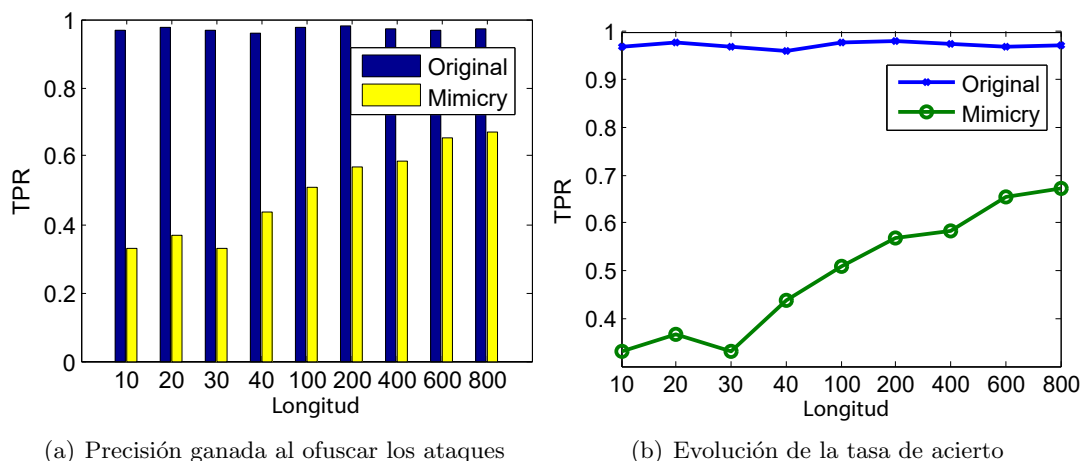 1
0.8
0.6
0.4
0.2
0
TPR
Original
Mimicry
10 20 30 40 100 200 400 600 800
Longitud
(a) Precisión ganada al ofuscar los ataques
1
0.9
0.8
0.7
0.6
0.5
0.4
TPR
Original
Mimicry
10 20 30 40 100 200 400 600 800
Longitud
(b) Evolución de la tasa de acierto